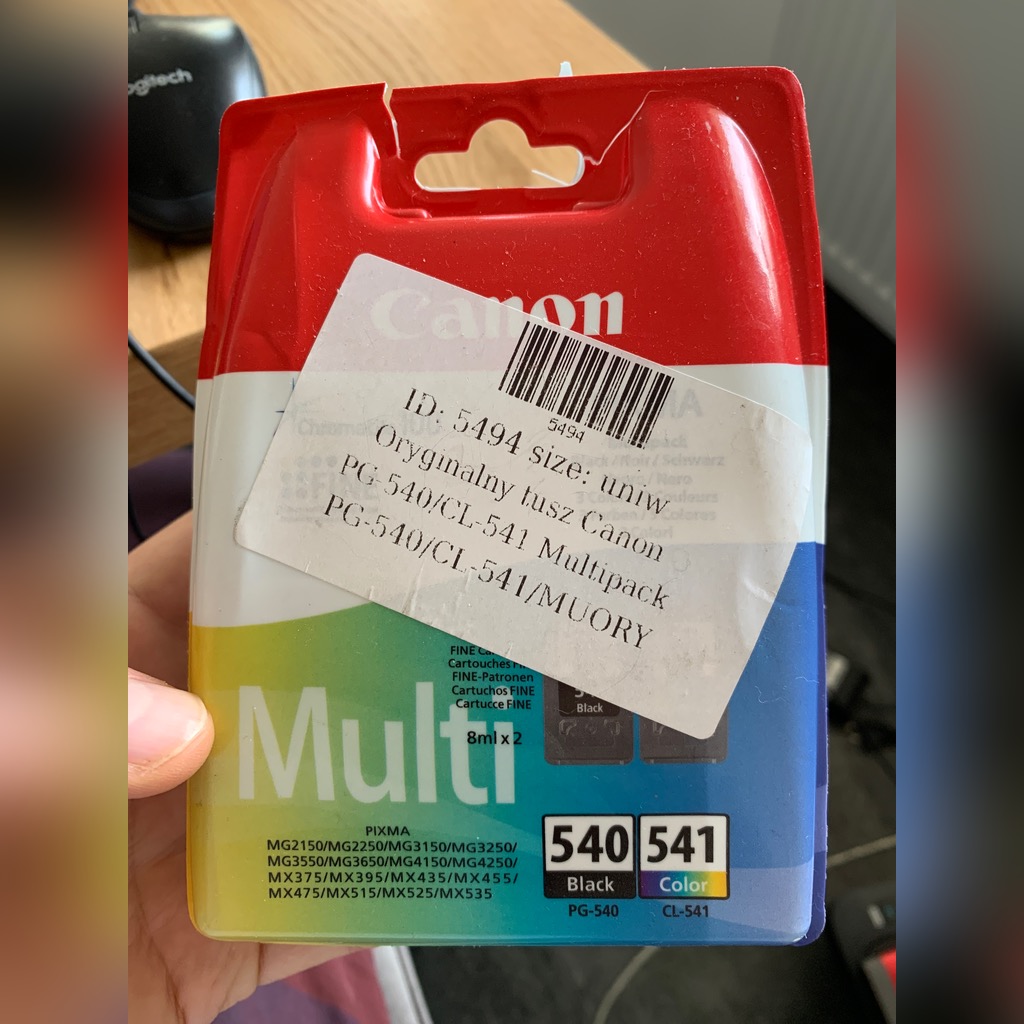 logitech
Canon
5494
ID: 5494 size: uniw
Oryginalny tusz Canon
PG-540/CL-541 Multipack
PG-540/CL-541/MUORY
FINE
Cartouches
FINE-Patronen
Cartuchos FINE
Cartucce FINE
Black
8ml x 2
Multi
PIXMA
MG2150/MG2250/MG3150/MG3250/
MG3550/MG3650/MG4150/MG4250/
MX375/MX395/MX435/MX455/
MX475/MX515/MX525/MX535
540 541
Black Color
PG-540 CL-541